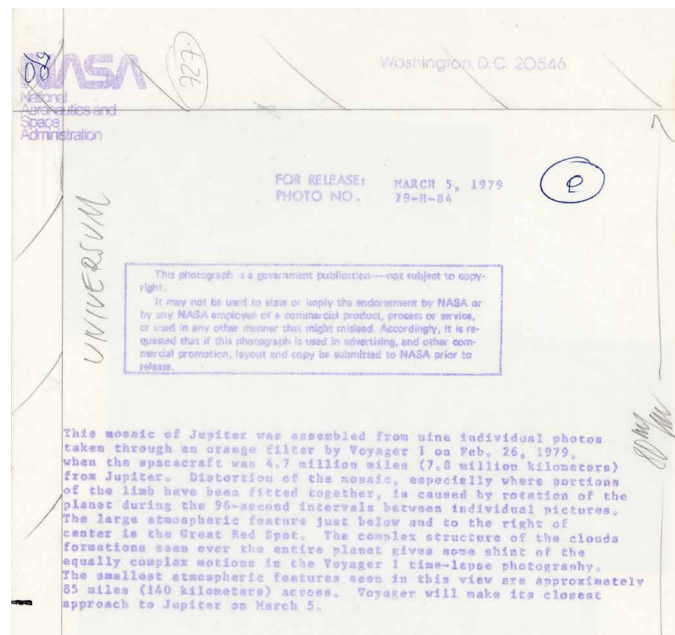 NASA
National
Aeronautics and
Space
Administration
727
Washington, D.C. 20546
FOR RELEASE: MARCH 5, 1979
PHOTO NO. 79-H-84
e
UNIVERSUM
This photograph is a government publication—not subject to copy-
right.
It may not be used to state or imply the endorsement by NASA or
by any NASA employee of a commercial product, process or service,
or used in any other manner that might mislead. Accordingly, it is re-
quested that if this photograph is used in advertising, and other com-
mercial promotion, layout and copy be submitted to NASA prior to
release.
This mosaic of Jupiter was assembled from nine individual photos
taken through an orange filter by Voyager 1 on Feb. 26, 1979,
when the spacecraft was 4.7 million miles (7.8 million kilometers)
from Jupiter. Distortion of the mosaic, especially where portions
of the limb have been fitted together, is caused by rotation of the
planet during the 96-second intervals between individual pictures.
The large atmospheric feature just below and to the right of
center is the Great Red Spot. The complex structure of the clouds
formations seen over the entire planet gives some shint of the
equally complex motions in the Voyager 1 time-lapse photography.
The smallest atmospheric features seen in this view are approximately
85 miles (140 kilometers) across. Voyager will make its closest
approach to Jupiter on March 5.